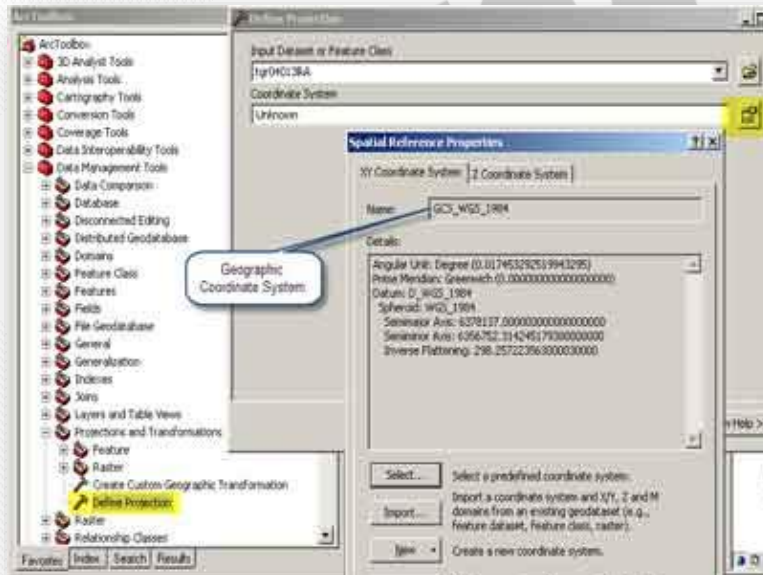 ArcToolbox
ArcToolbox
3D Analyst Tools
Analysis Tools
Cartography Tools
Conversion Tools
Coverage Tools
Data Interoperability Tools
Data Management Tools
Data Comparison
Database
Disconnected Editing
Distributed Geodatabase
Domains
Feature Class
Features
Fields
File Geodatabase
General
Generalization
Indexes
Joins
Layers and Table Views
Projections and Transformations
Feature
Raster
Create Custom Geographic Transformation
Define Projection
Raster
Relationship Classes
Favorites Index Search Results
Define Projection
Input Dataset or Feature Class
Coordinate System
Unknown
Spatial Reference Properties
XY Coordinate System Z Coordinate System
Name: GCS_WGS_1984
Details:
Angular Unit: Degree (0.017453292519943295)
Prime Meridian: Greenwich (0.000000000000000000)
Datum: D_WGS_1984
Spheroid: WGS_1984
Semimajor Axis: 6378137.000000000000000000
Semiminor Axis: 6356752.314245179300000000
Inverse Flattening: 298.257223563000030000
Geographic
Coordinate System
Help >
Select... Select a predefined coordinate system.
Import... Import a coordinate system and X/Y, Z and M
domains from an existing geodataset (e.g.,
feature dataset, feature class, raster).
New Create a new coordinate system.